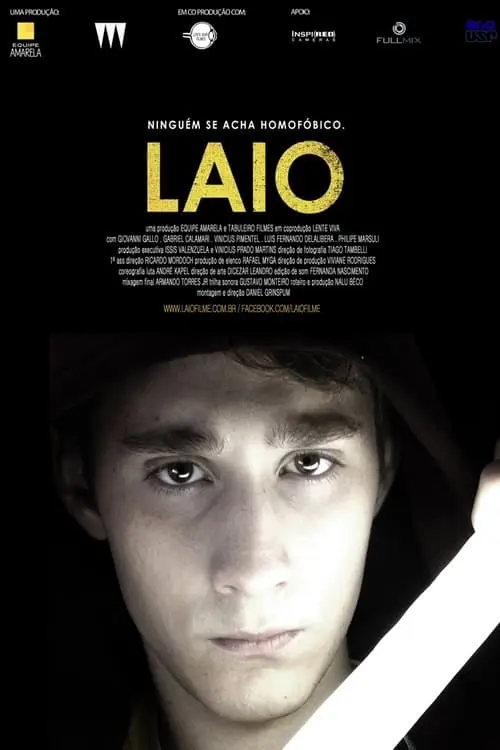 UMA PRODUÇÃO:
EM CO PRODUÇÃO COM:
APOIO:
EQUIPE
AMARELA
INSPI(RED)
CAMERAS
FULLMIX
NINGUÉM SE ACHA HOMOFÓBICO.
LAIO
uma produção EQUIPE AMARELA e TABULEIRO FILMES em coprodução LENTE VIVA
com GIOVANNI GALLO . GABRIEL CALAMARI . VINICIUS PIMENTEL . LUIS FERNANDO DELALIBERA . PHILIPE MARSULI
produção executiva ISSIS VALENZUELA e VINICIUS PRADO MARTINS direção de fotografia TIAGO TAMBELLI
1ª ass direção RICARDO MORDOCH produção de elenco RAFAEL MYGA direção de produção VIVIANE RODRIGUES
coreografia luta ANDRÉ KAPEL direção de arte DICEZAR LEANDRO edição de som FERNANDA NASCIMENTO
mixagem final ARMANDO TORRES JR trilha sonora GUSTAVO MONTEIRO roteiro e produção NALU BÉCO
montagem e direção DANIEL GRINSPUM
WWW.LAIOFILME.COM.BR / FACEBOOK.COM/LAIOFILME